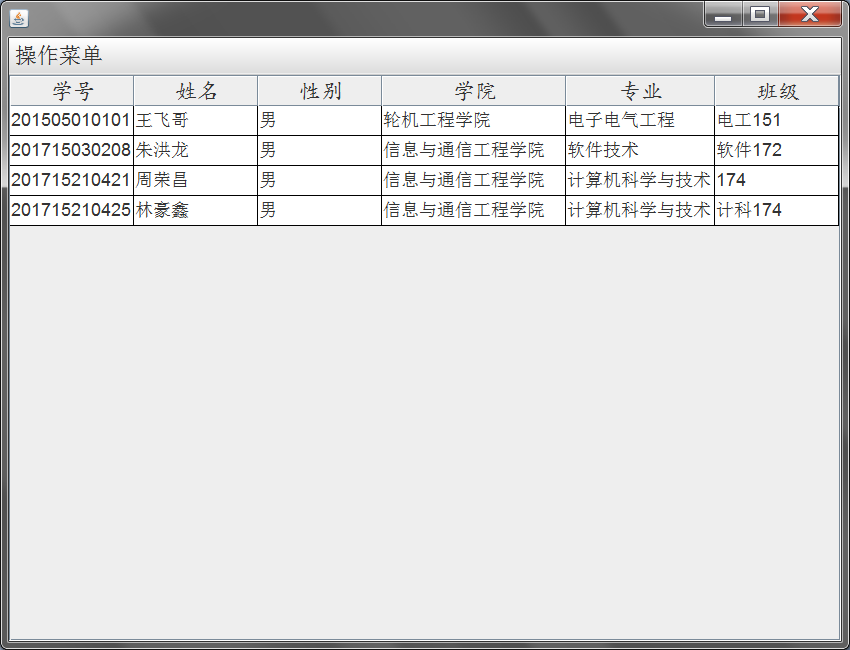 操作菜单
学号 姓名 性别 学院 专业 班级
201505010101 王飞哥 男 轮机工程学院 电子电气工程 电工151
201715030208 朱洪龙 男 信息与通信工程学院 软件技术 软件172
201715210421 周荣昌 男 信息与通信工程学院 计算机科学与技术 174
201715210425 林豪鑫 男 信息与通信工程学院 计算机科学与技术 计科174